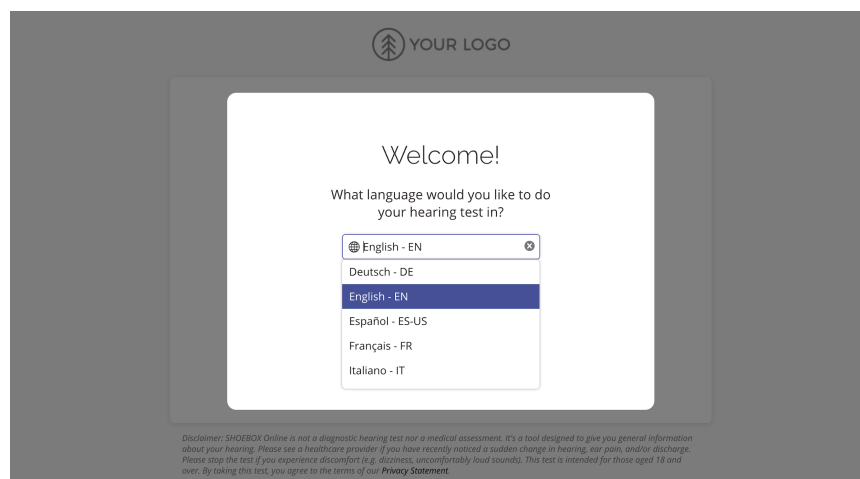 YOUR LOGO
Welcome!
What language would you like to do
your hearing test in?
English - EN
Deutsch - DE
English - EN
Español - ES-US
Français - FR
Italiano - IT
Disclaimer: SHOEBOX Online is not a diagnostic hearing test nor a medical assessment. It's a tool designed to give you general information
about your hearing. Please see a healthcare provider if you have recently noticed a sudden change in hearing, ear pain, and/or discharge.
Please stop the test if you experience discomfort (e.g. dizziness, uncomfortably loud sounds). This test is intended for those aged 18 and
over. By taking this test, you agree to the terms of our Privacy Statement.